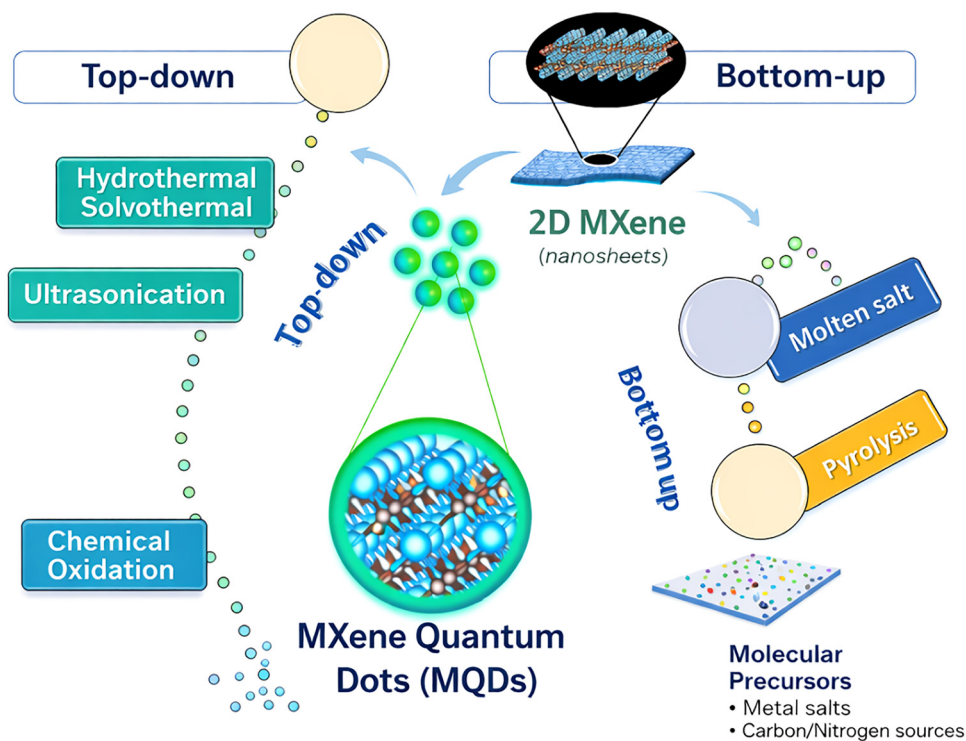 Top-down
Bottom-up
Hydrothermal
Solvothermal
Ultrasonication
Chemical
Oxidation
Top-down
2D MXene
(nanosheets)
Molten salt
Bottom up
Pyrolysis
MXene Quantum
Dots (MQDs)
Molecular
Precursors
• Metal salts
• Carbon/Nitrogen sources